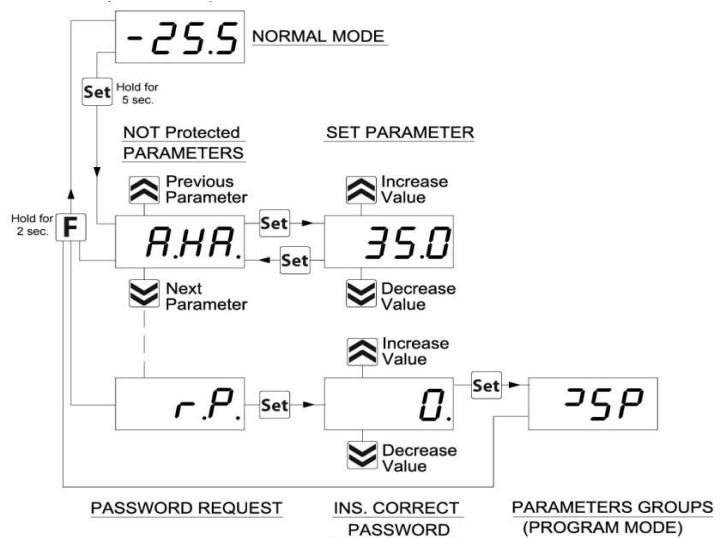 -25.5
NORMAL MODE
Set
Hold for
5 sec.
NOT Protected
PARAMETERS
SET PARAMETER
Previous
Parameter
Increase
Value
Hold for
2 sec.
F
A.HA.
Set
Set
35.0
Next
Parameter
Decrease
Value
Increase
Value
r.P.
Set
0.
Set
⊃SP
Decrease
Value
PASSWORD REQUEST
INS. CORRECT
PASSWORD
PARAMETERS GROUPS
(PROGRAM MODE)